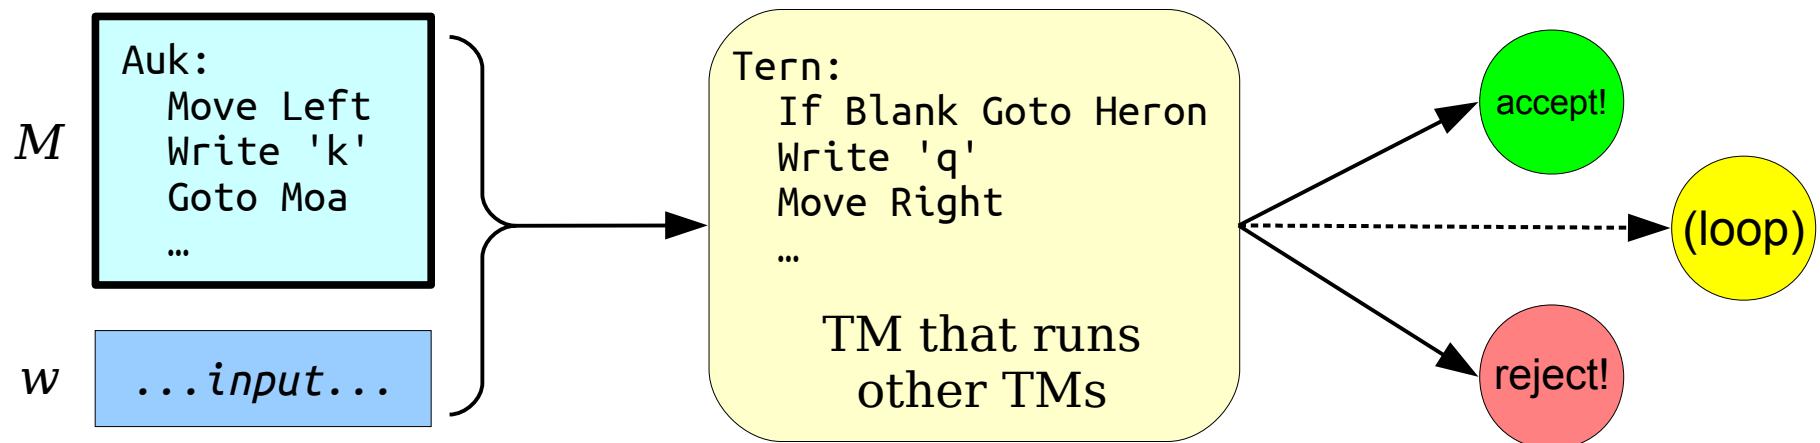 M
Auk:
Move Left
Write 'k'
Goto Moa
…
w
...input...
Tern:
If Blank Goto Heron
Write 'q'
Move Right
…
TM that runs
other TMs
accept!
(loop)
reject!